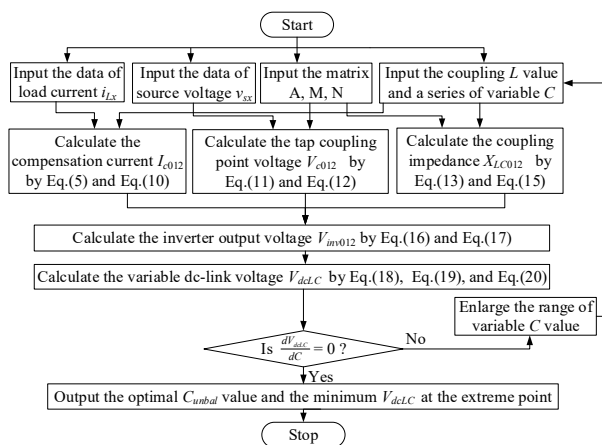 Start
Input the data of
load current iLx
Input the data of
source voltage vsx
Input the matrix
A, M, N
Input the coupling L value
and a series of variable C
Calculate the
compensation current Ic012
by Eq.(5) and Eq.(10)
Calculate the tap coupling
point voltage Vc012 by
Eq.(11) and Eq.(12)
Calculate the coupling
impedance XLC012 by
Eq.(13) and Eq.(15)
Calculate the inverter output voltage Vinv012 by Eq.(16) and Eq.(17)
Calculate the variable dc-link voltage VdcLC by Eq.(18), Eq.(19), and Eq.(20)
Enlarge the range of
variable C value
Is dVdcLC/dC = 0 ?
No
Yes
Output the optimal Cunbal value and the minimum VdcLC at the extreme point
Stop